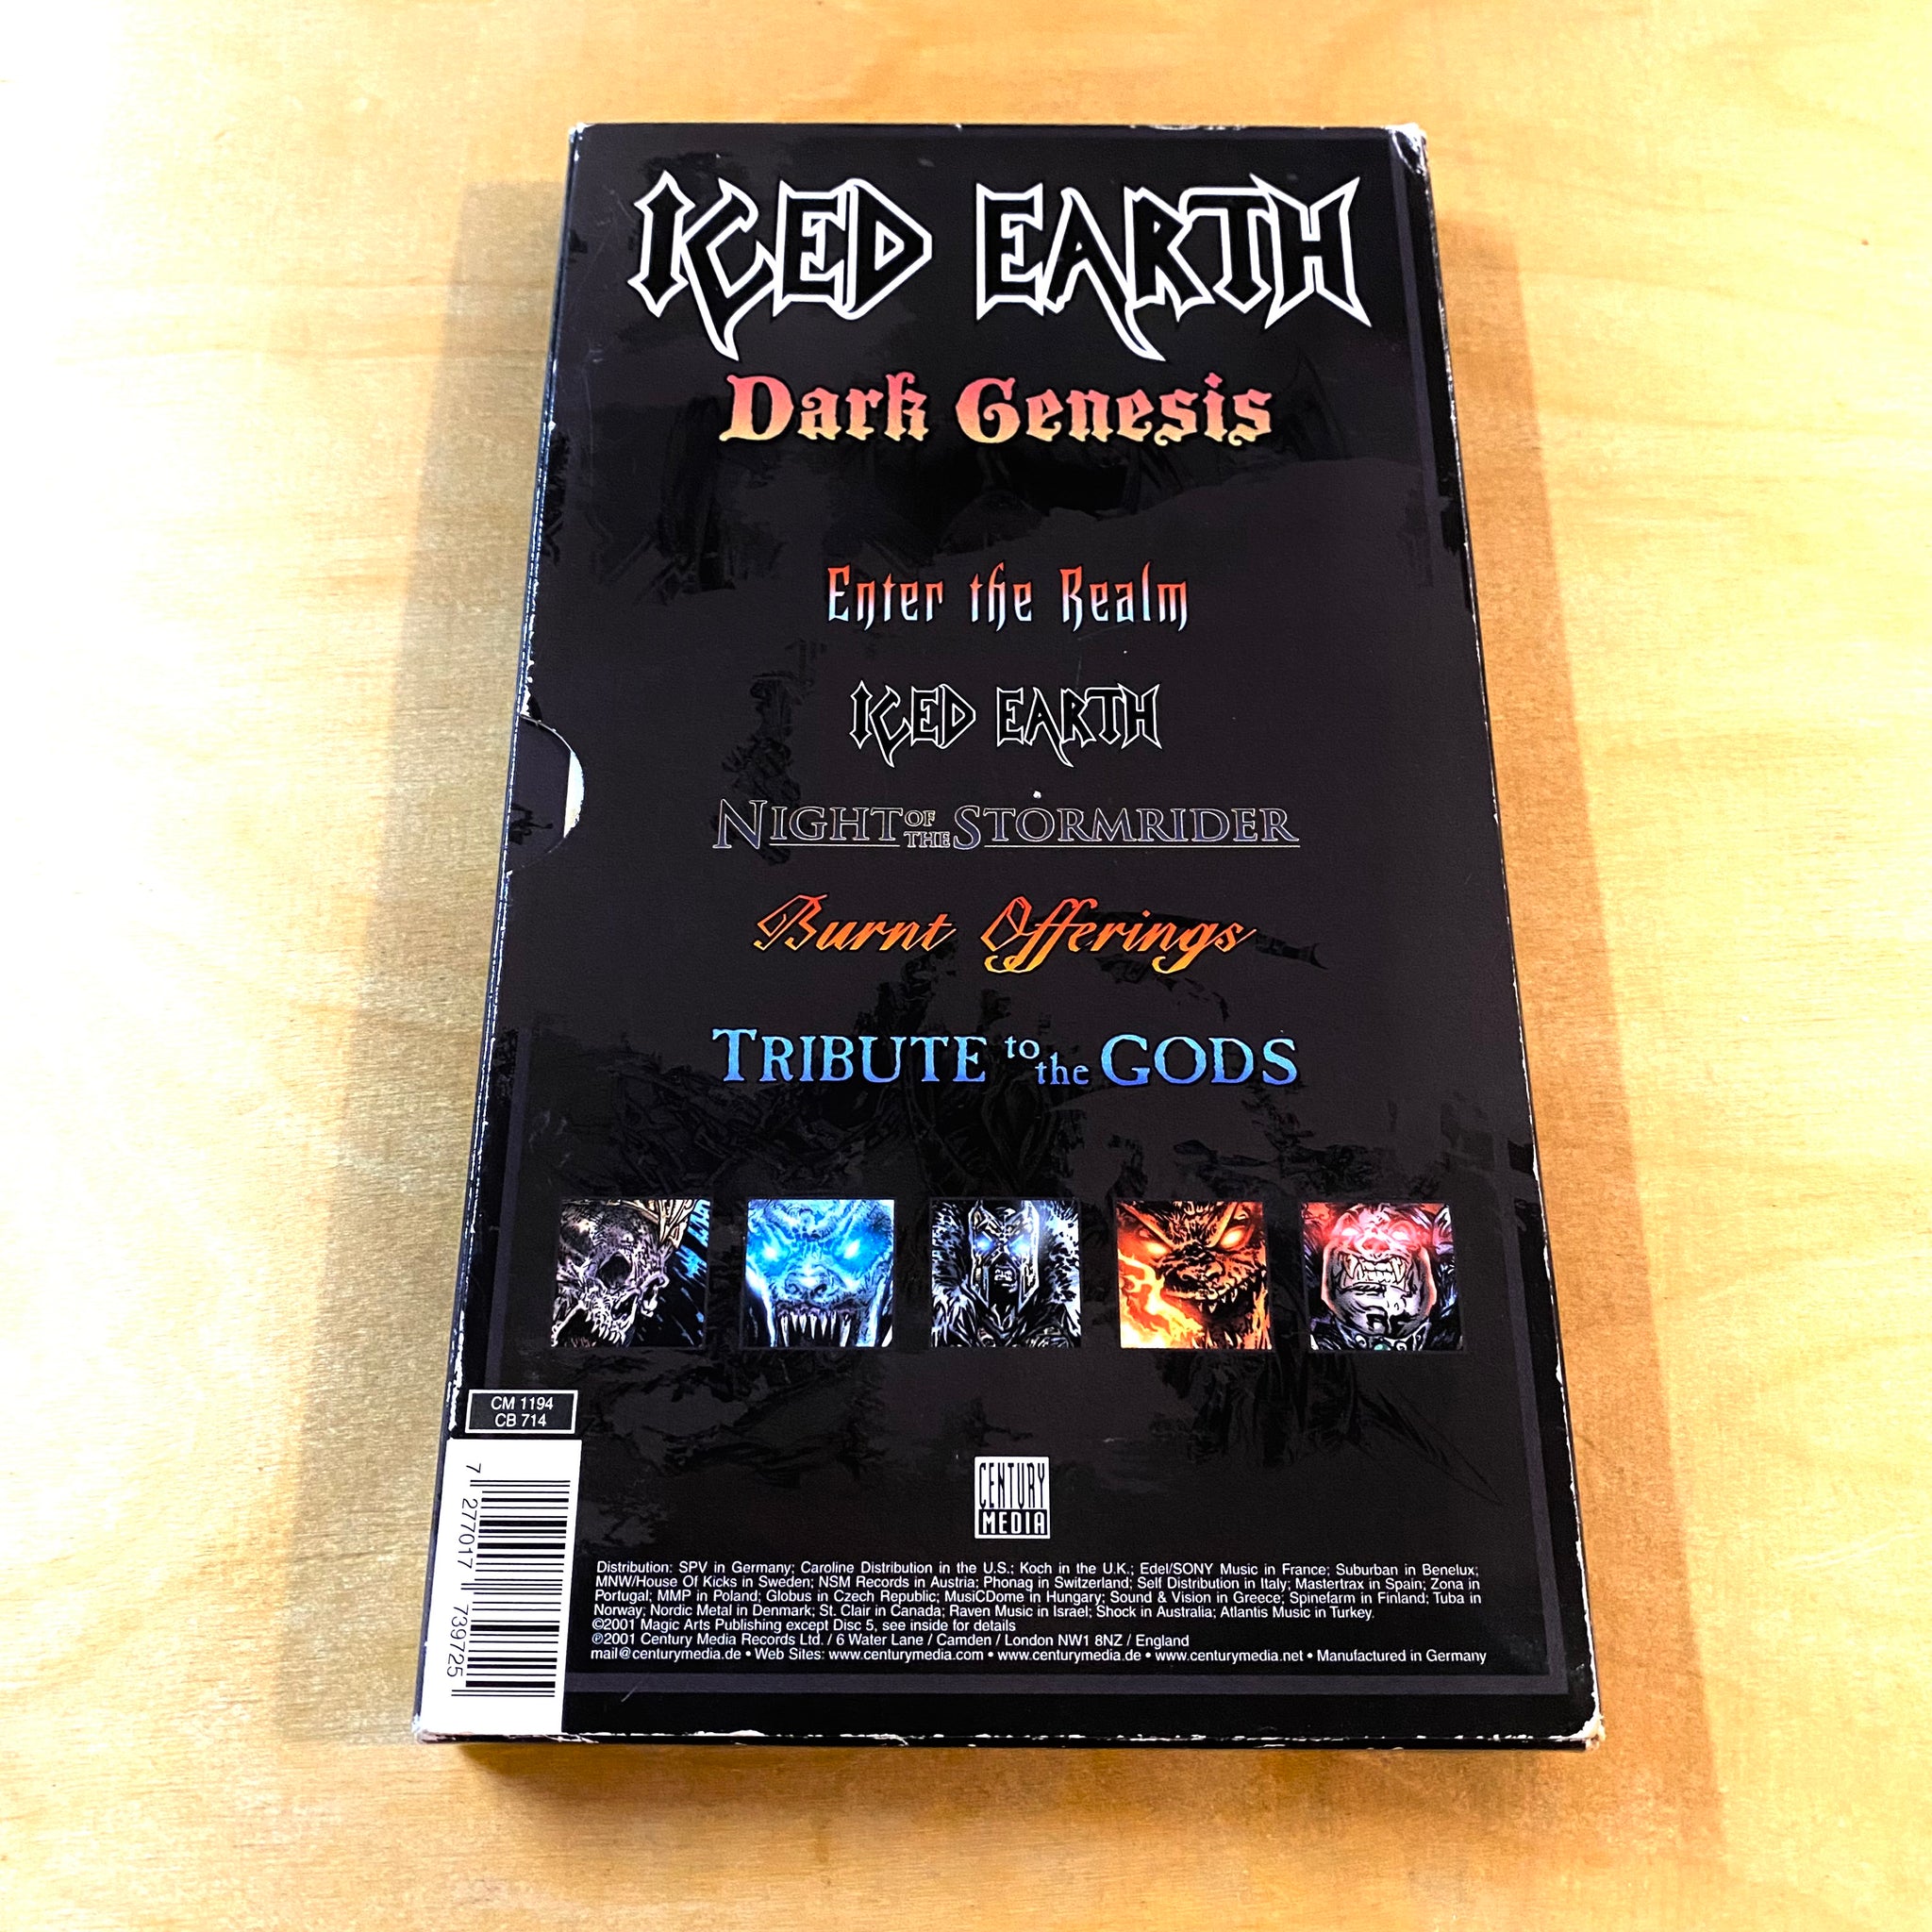 ICED EARTH
Dark Genesis
Enter the Realm
ICED EARTH
NIGHT OF THE STORMRIDER
Burnt Offerings
TRIBUTE to the GODS
CM 1194
CB 714
7 277017 739725
CENTURY
MEDIA
Distribution: SPV in Germany; Caroline Distribution in the U.S.; Koch in the U.K.; Edel/SONY Music in France; Suburban in Benelux;
MNW/House Of Kicks in Sweden; NSM Records in Austria; Phonag in Switzerland; Self Distribution in Italy; Mastertrax in Spain; Zona in
Portugal; MMP in Poland; Globus in Czech Republic; MusiCDome in Hungary; Sound & Vision in Greece; Spinefarm in Finland; Tuba in
Norway; Nordic Metal in Denmark; St. Clair in Canada; Raven Music in Israel; Shock in Australia; Atlantis Music in Turkey.
©2001 Magic Arts Publishing except Disc 5, see inside for details
℗2001 Century Media Records Ltd. / 6 Water Lane / Camden / London NW1 8NZ / England
mail@centurymedia.de • Web Sites: www.centurymedia.com • www.centurymedia.de • www.centurymedia.net • Manufactured in Germany